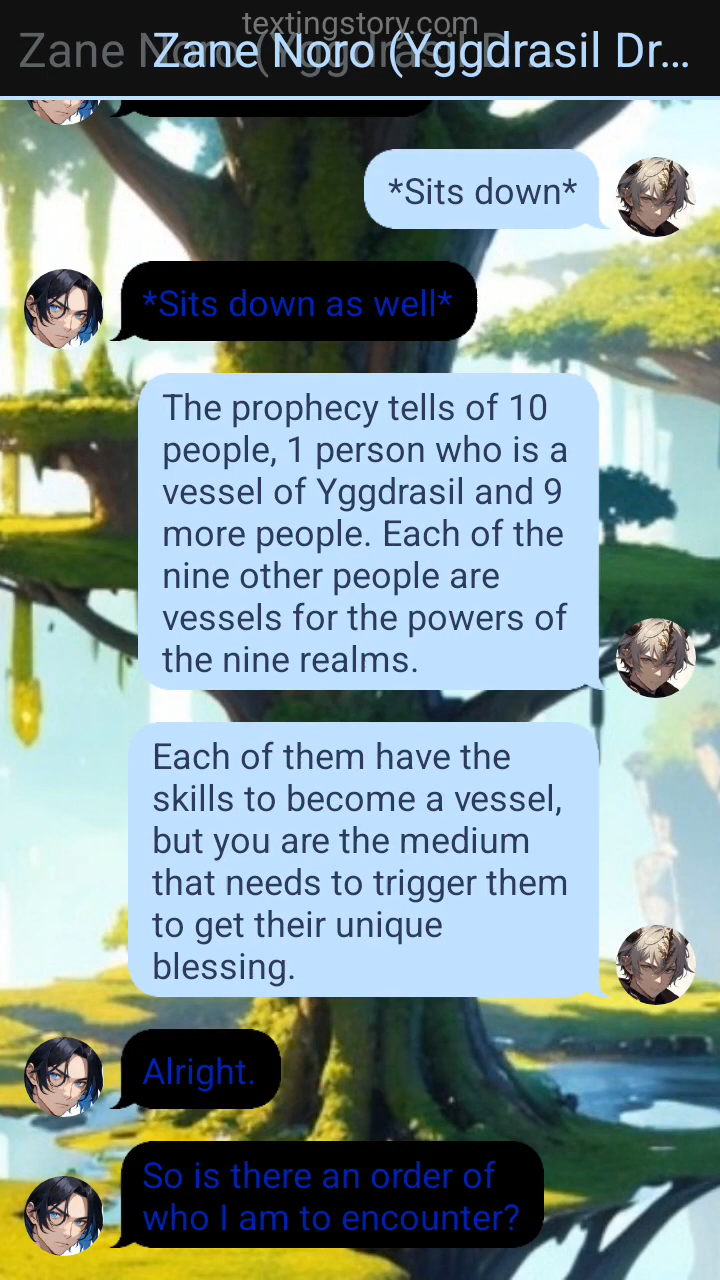 textingstory.com
Zane Noro (Yggdrasil D...
Zane Noro (Yggdrasil Dr...
*Sits down*
*Sits down as well*
The prophecy tells of 10
people, 1 person who is a
vessel of Yggdrasil and 9
more people. Each of the
nine other people are
vessels for the powers of
the nine realms.
Each of them have the
skills to become a vessel,
but you are the medium
that needs to trigger them
to get their unique
blessing.
Alright.
So is there an order of
who I am to encounter?